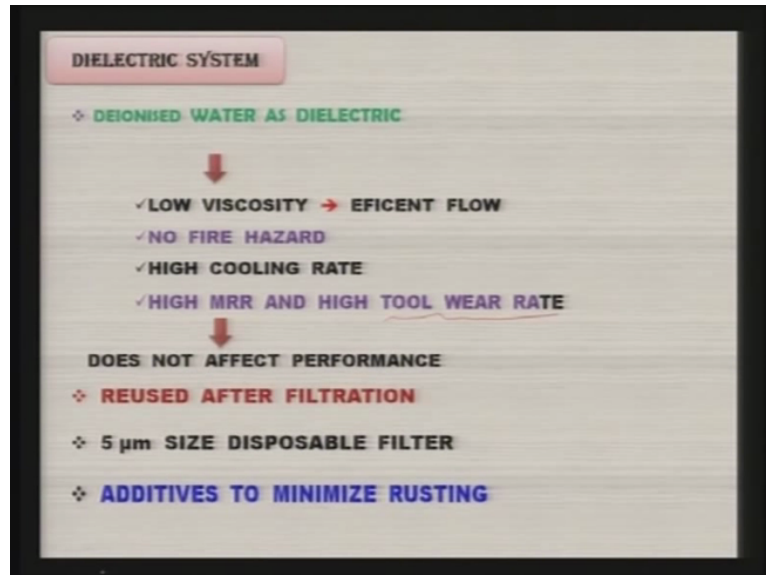 DIELECTRIC SYSTEM
❖ DEIONISED WATER AS DIELECTRIC
✓LOW VISCOSITY → EFICENT FLOW
✓NO FIRE HAZARD
✓HIGH COOLING RATE
✓HIGH MRR AND HIGH TOOL WEAR RATE
DOES NOT AFFECT PERFORMANCE
❖ REUSED AFTER FILTRATION
❖ 5 µm SIZE DISPOSABLE FILTER
❖ ADDITIVES TO MINIMIZE RUSTING